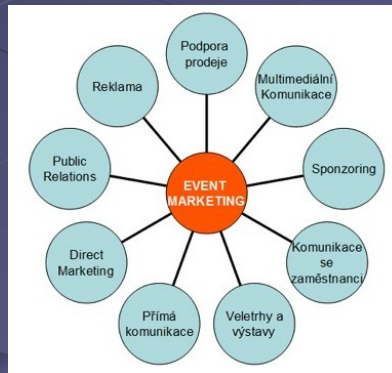 Podpora
prodeje
Multimediální
Komunikace
Sponzoring
Komunikace
se
zaměstnanci
Veletrhy a
výstavy
Přímá
komunikace
Direct
Marketing
Public
Relations
Reklama
EVENT
MARKETING